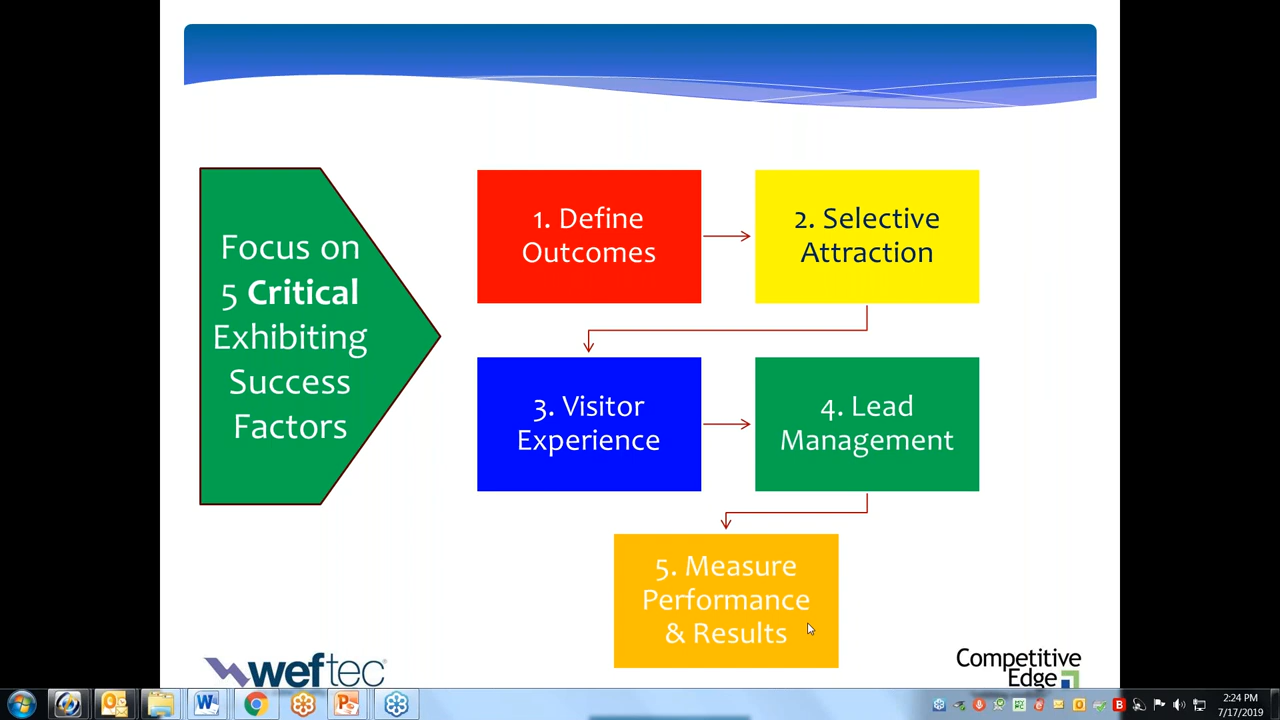 Focus on
5 Critical
Exhibiting
Success
Factors
1. Define
Outcomes
2. Selective
Attraction
3. Visitor
Experience
4. Lead
Management
5. Measure
Performance
& Results
weftec
Competitive
Edge
2:24 PM
7/17/2019